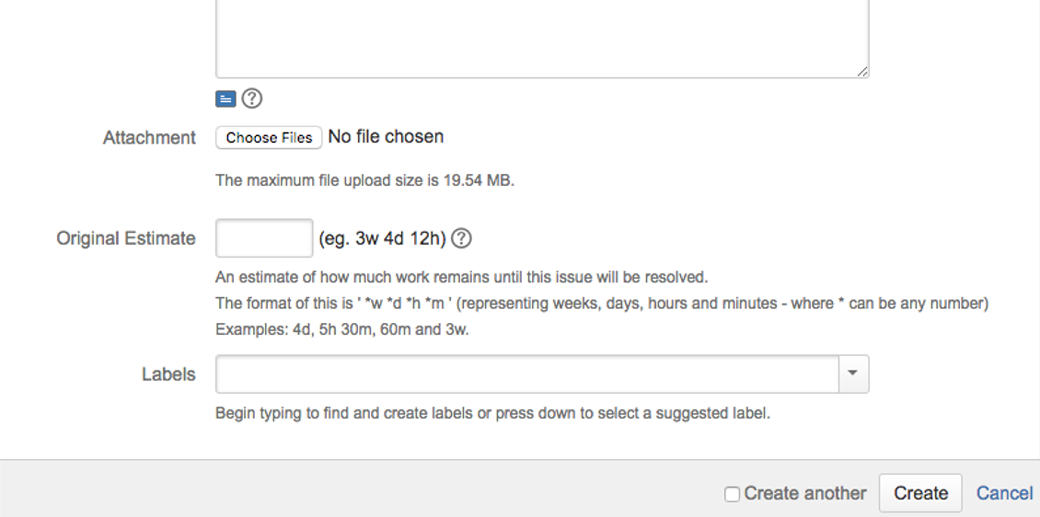 Attachment Choose Files No file chosen
The maximum file upload size is 19.54 MB.
Original Estimate (eg. 3w 4d 12h) ?
An estimate of how much work remains until this issue will be resolved.
The format of this is ' *w *d *h *m ' (representing weeks, days, hours and minutes - where * can be any number)
Examples: 4d, 5h 30m, 60m and 3w.
Labels
Begin typing to find and create labels or press down to select a suggested label.
Create another Create Cancel